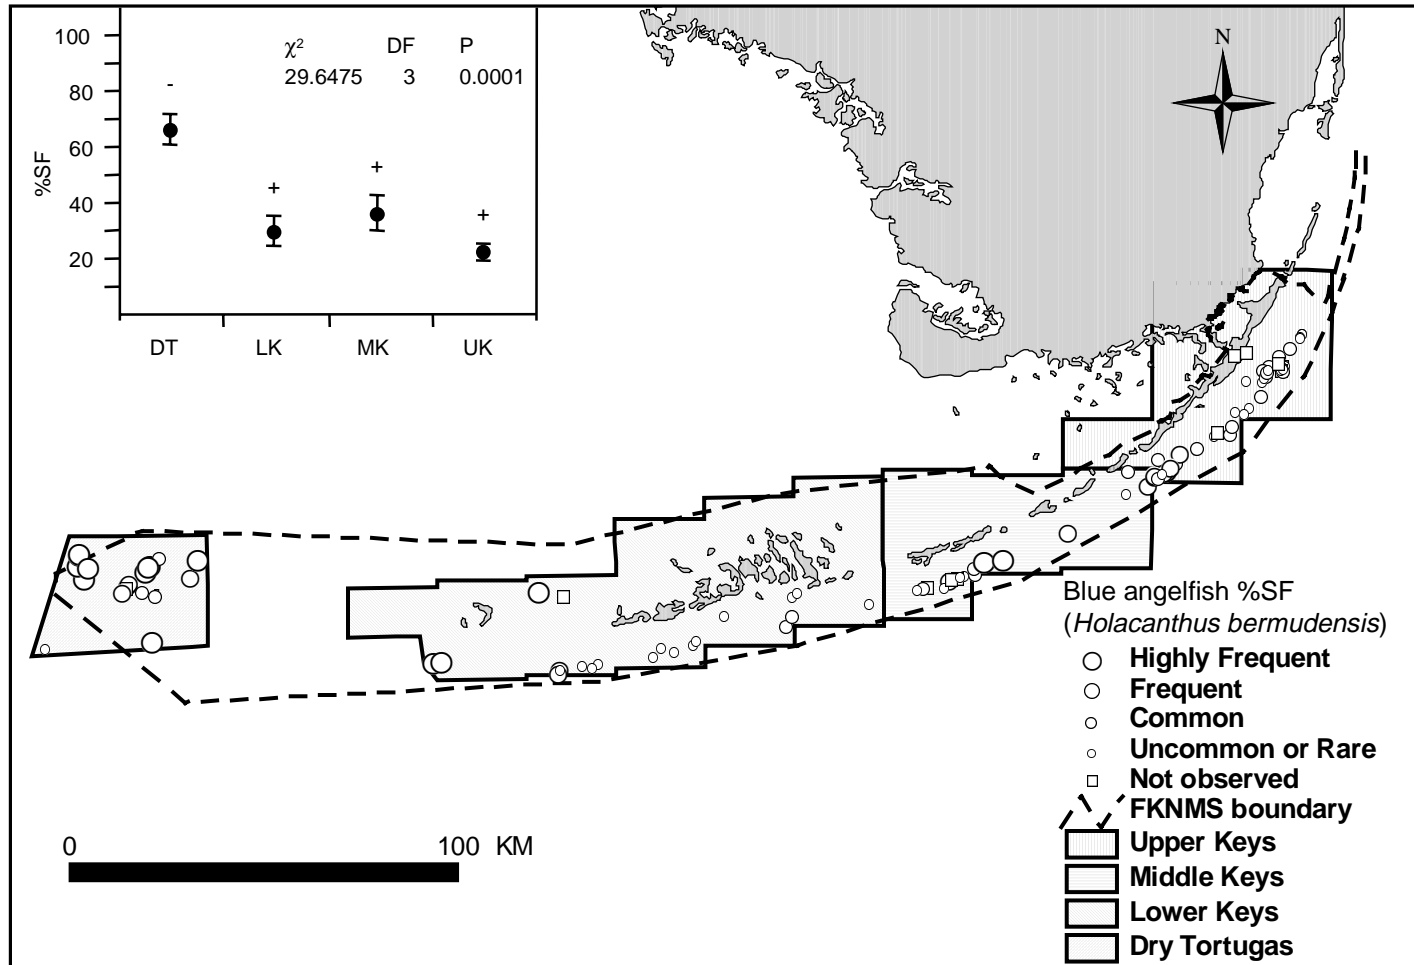 100
80
60
40
20
%SF
χ² DF P
29.6475 3 0.0001
-
+
+
+
DT LK MK UK
N
Blue angelfish %SF
(Holacanthus bermudensis)
Highly Frequent
Frequent
Common
Uncommon or Rare
Not observed
FKNMS boundary
Upper Keys
Middle Keys
Lower Keys
Dry Tortugas
0 100 KM